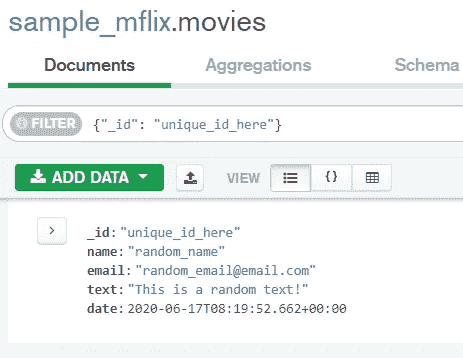 sample_mflix.movies
Documents Aggregations Schema
FILTER {"_id": "unique_id_here"}
ADD DATA VIEW {}
_id: "unique_id_here"
name: "random_name"
email: "random_email@email.com"
text: "This is a random text!"
date: 2020-06-17T08:19:52.662+00:00